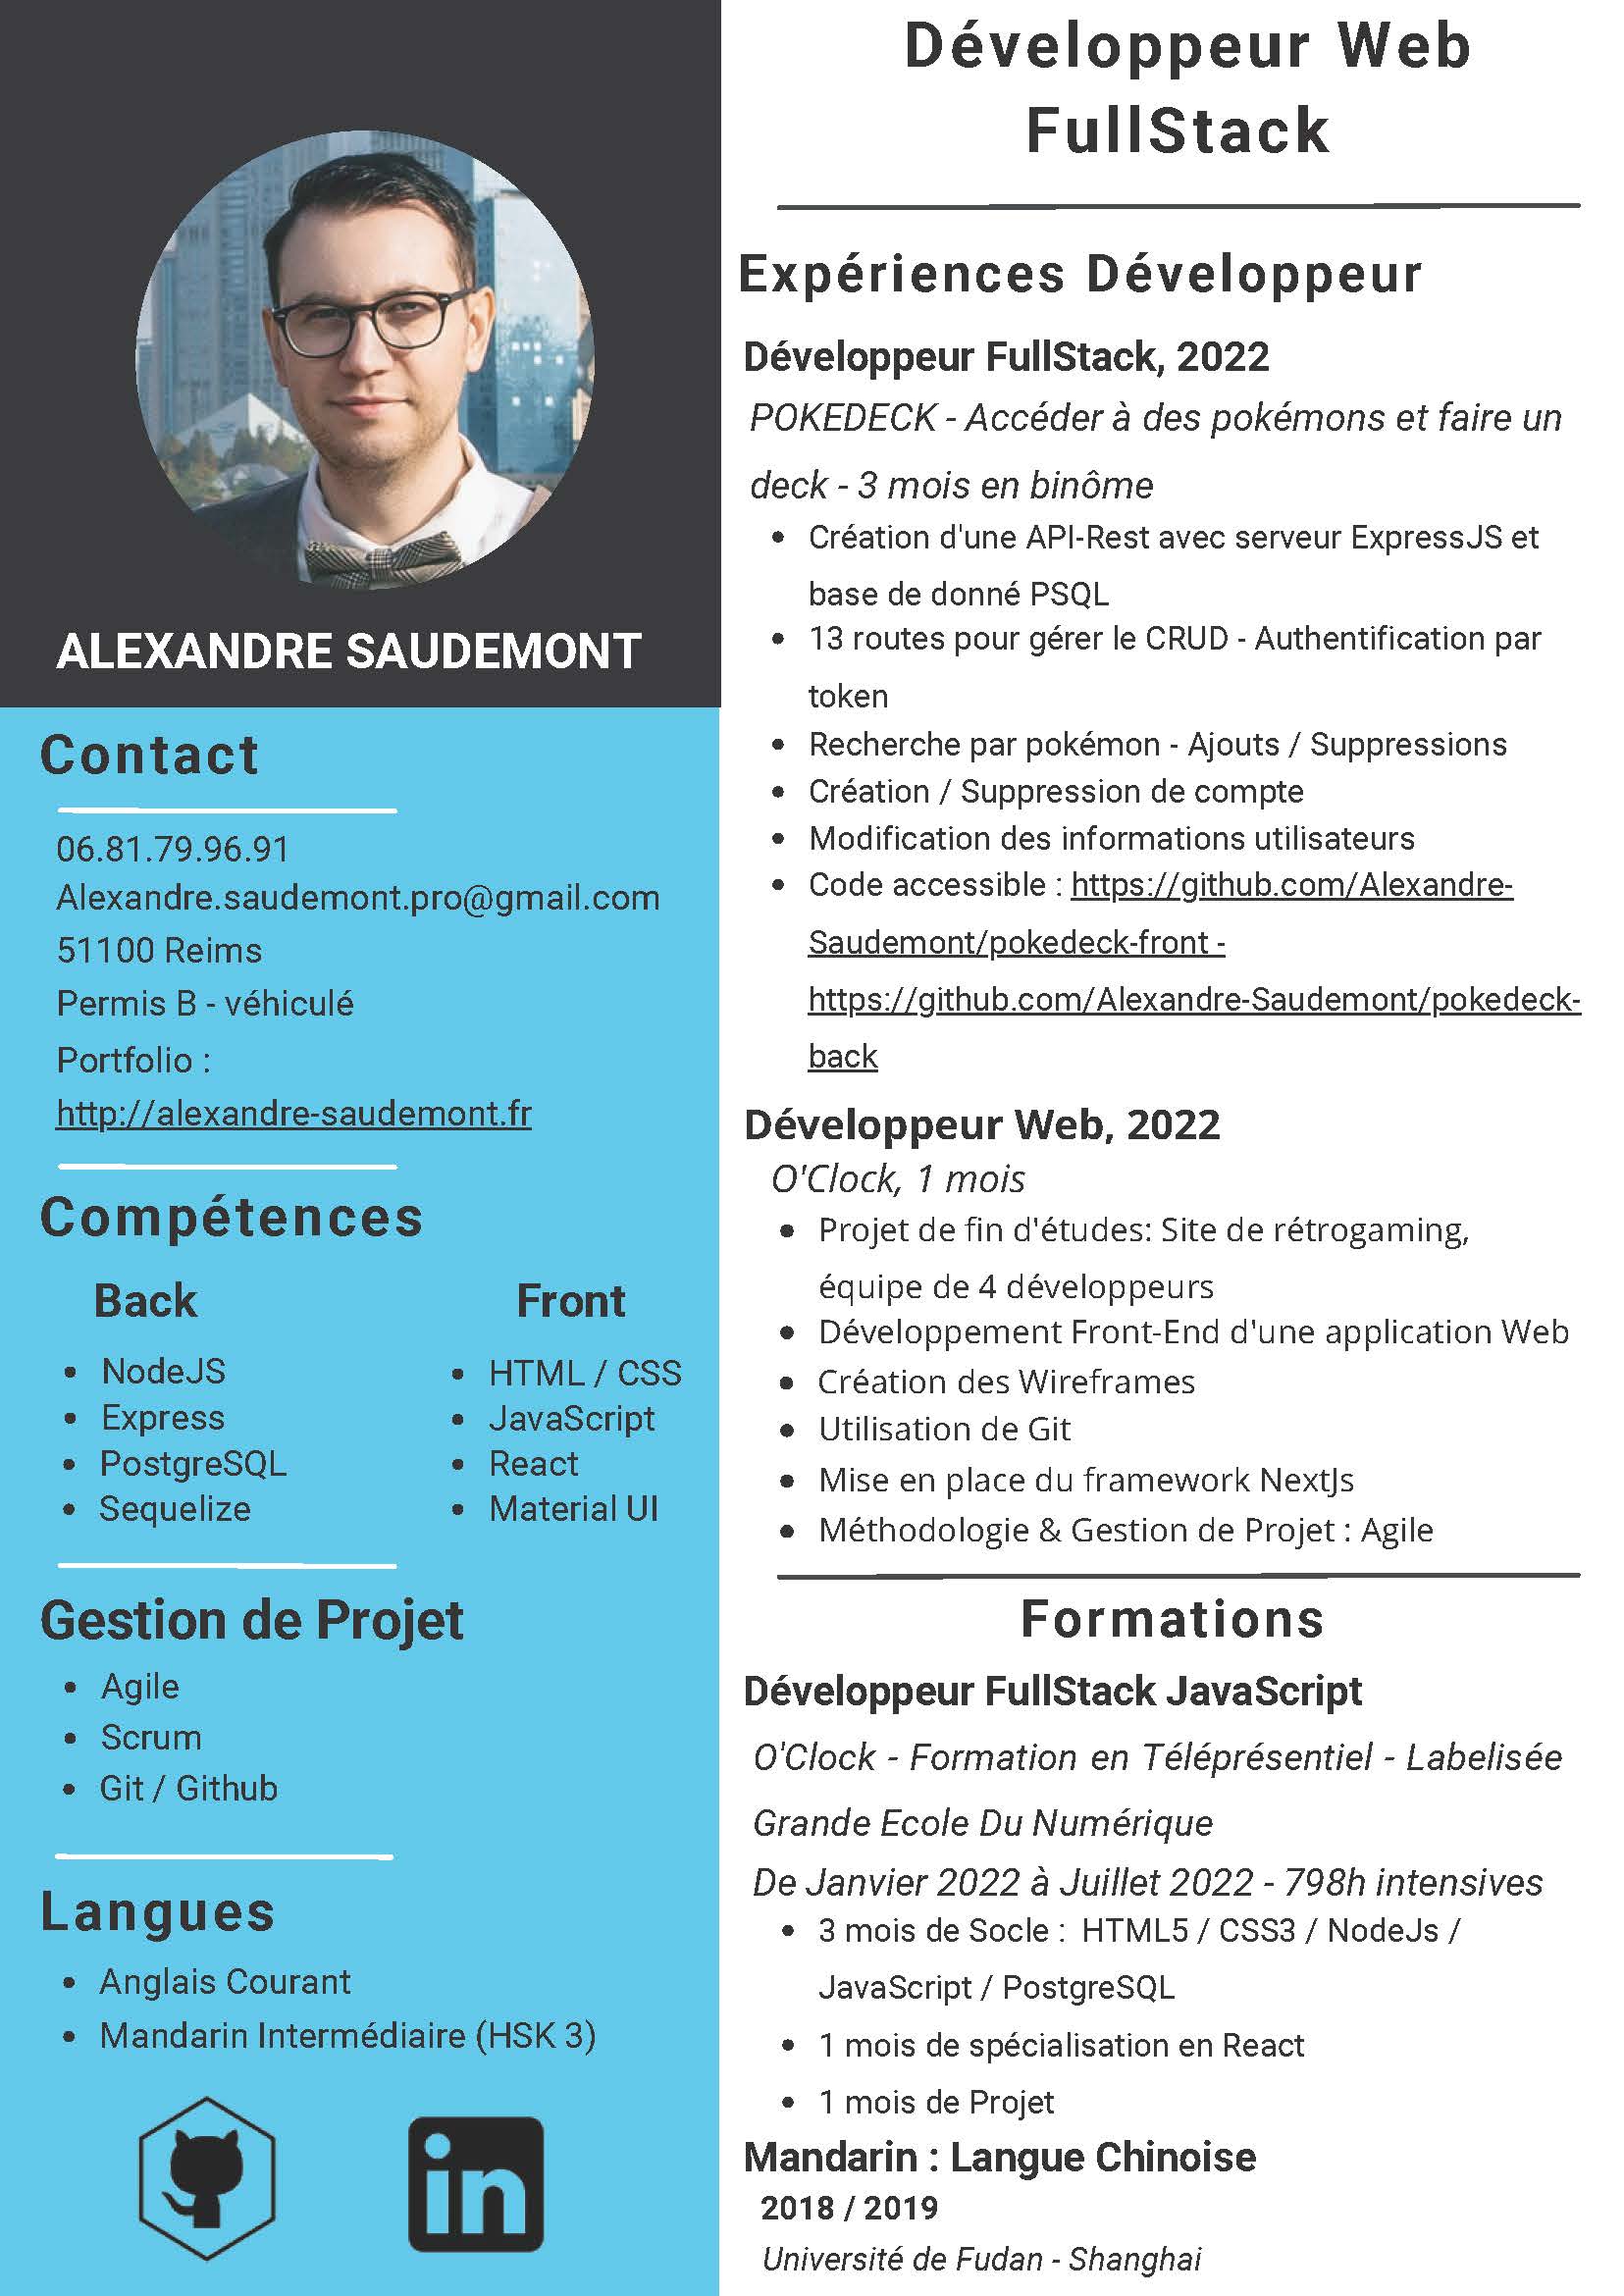 ALEXANDRE SAUDEMONT
Contact
06.81.79.96.91
Alexandre.saudemont.pro@gmail.com
51100 Reims
Permis B - véhiculé
Portfolio :
http://alexandre-saudemont.fr
Compétences
Back
NodeJS
Express
PostgreSQL
Sequelize
Front
HTML / CSS
JavaScript
React
Material UI
Gestion de Projet
Agile
Scrum
Git / Github
Langues
Anglais Courant
Mandarin Intermédiaire (HSK 3)
in
Développeur Web
FullStack
Expériences Développeur
Développeur FullStack, 2022
POKEDECK - Accéder à des pokémons et faire un
deck - 3 mois en binôme
Création d'une API-Rest avec serveur ExpressJS et
base de donné PSQL
13 routes pour gérer le CRUD - Authentification par
token
Recherche par pokémon - Ajouts / Suppressions
Création / Suppression de compte
Modification des informations utilisateurs
Code accessible : https://github.com/Alexandre-
Saudemont/pokedeck-front -
https://github.com/Alexandre-Saudemont/pokedeck-
back
Développeur Web, 2022
O'Clock, 1 mois
Projet de fin d'études: Site de rétrogaming,
équipe de 4 développeurs
Développement Front-End d'une application Web
Création des Wireframes
Utilisation de Git
Mise en place du framework NextJs
Méthodologie & Gestion de Projet : Agile
Formations
Développeur FullStack JavaScript
O'Clock - Formation en Téléprésentiel - Labelisée
Grande Ecole Du Numérique
De Janvier 2022 à Juillet 2022 - 798h intensives
3 mois de Socle : HTML5 / CSS3 / NodeJs /
JavaScript / PostgreSQL
1 mois de spécialisation en React
1 mois de Projet
Mandarin : Langue Chinoise
2018 / 2019
Université de Fudan - Shanghai